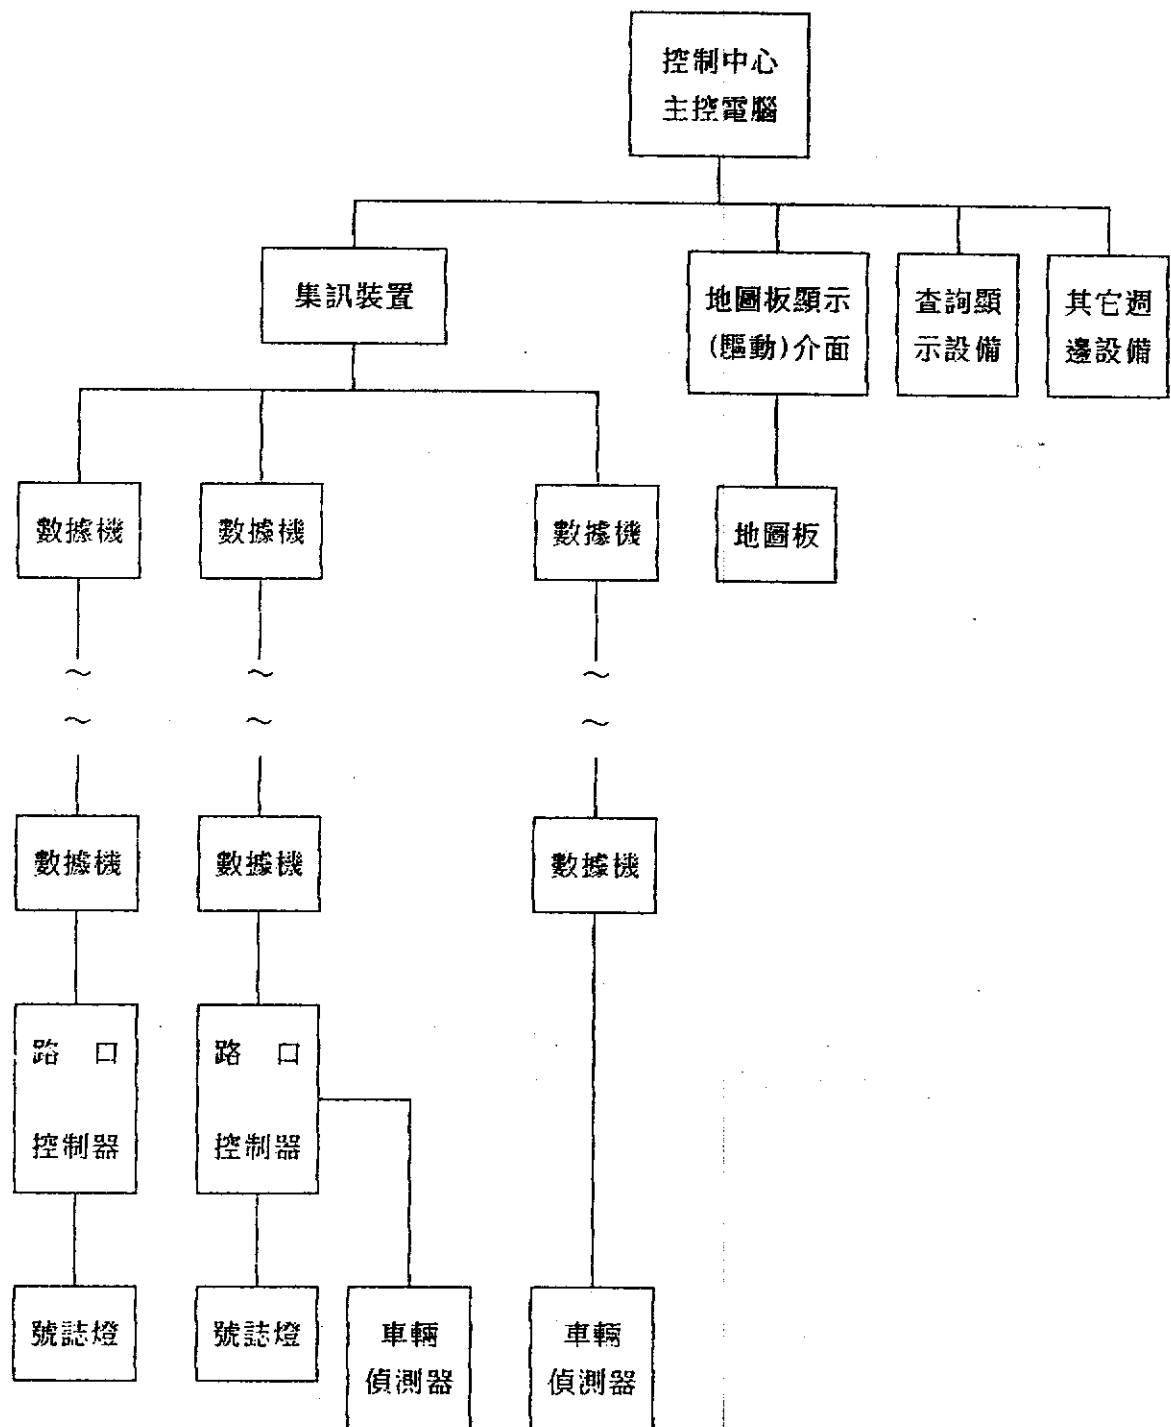 控制中心
主控電腦
集訊裝置
地圖板顯示
(驅動)介面
查詢顯
示設備
其它週
邊設備
數據機
數據機
數據機
地圖板
～
～
～
～
～
～
數據機
數據機
數據機
路 口
控制器
路 口
控制器
號誌燈
號誌燈
車輛
偵測器
車輛
偵測器